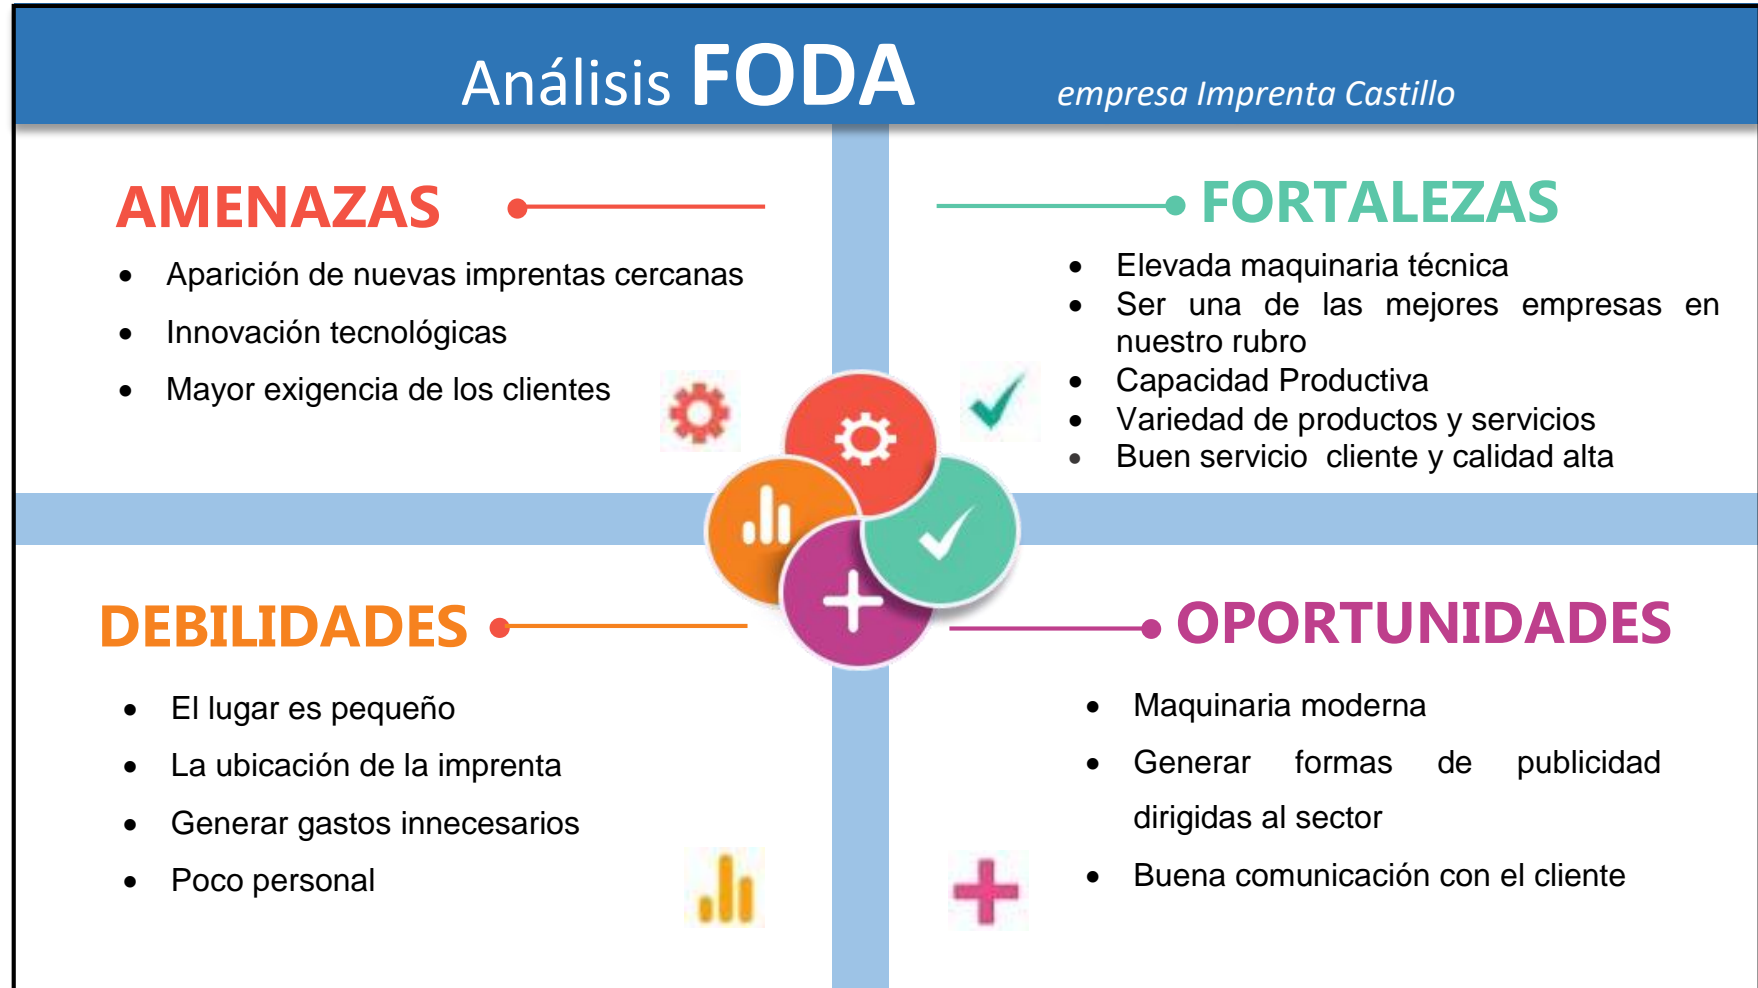 Análisis FODA empresa Imprenta Castillo
AMENAZAS
• Aparición de nuevas imprentas cercanas
• Innovación tecnológicas
• Mayor exigencia de los clientes
FORTALEZAS
• Elevada maquinaria técnica
• Ser una de las mejores empresas en
nuestro rubro
• Capacidad Productiva
• Variedad de productos y servicios
• Buen servicio cliente y calidad alta
DEBILIDADES
• El lugar es pequeño
• La ubicación de la imprenta
• Generar gastos innecesarios
• Poco personal
OPORTUNIDADES
• Maquinaria moderna
• Generar formas de publicidad
dirigidas al sector
• Buena comunicación con el cliente